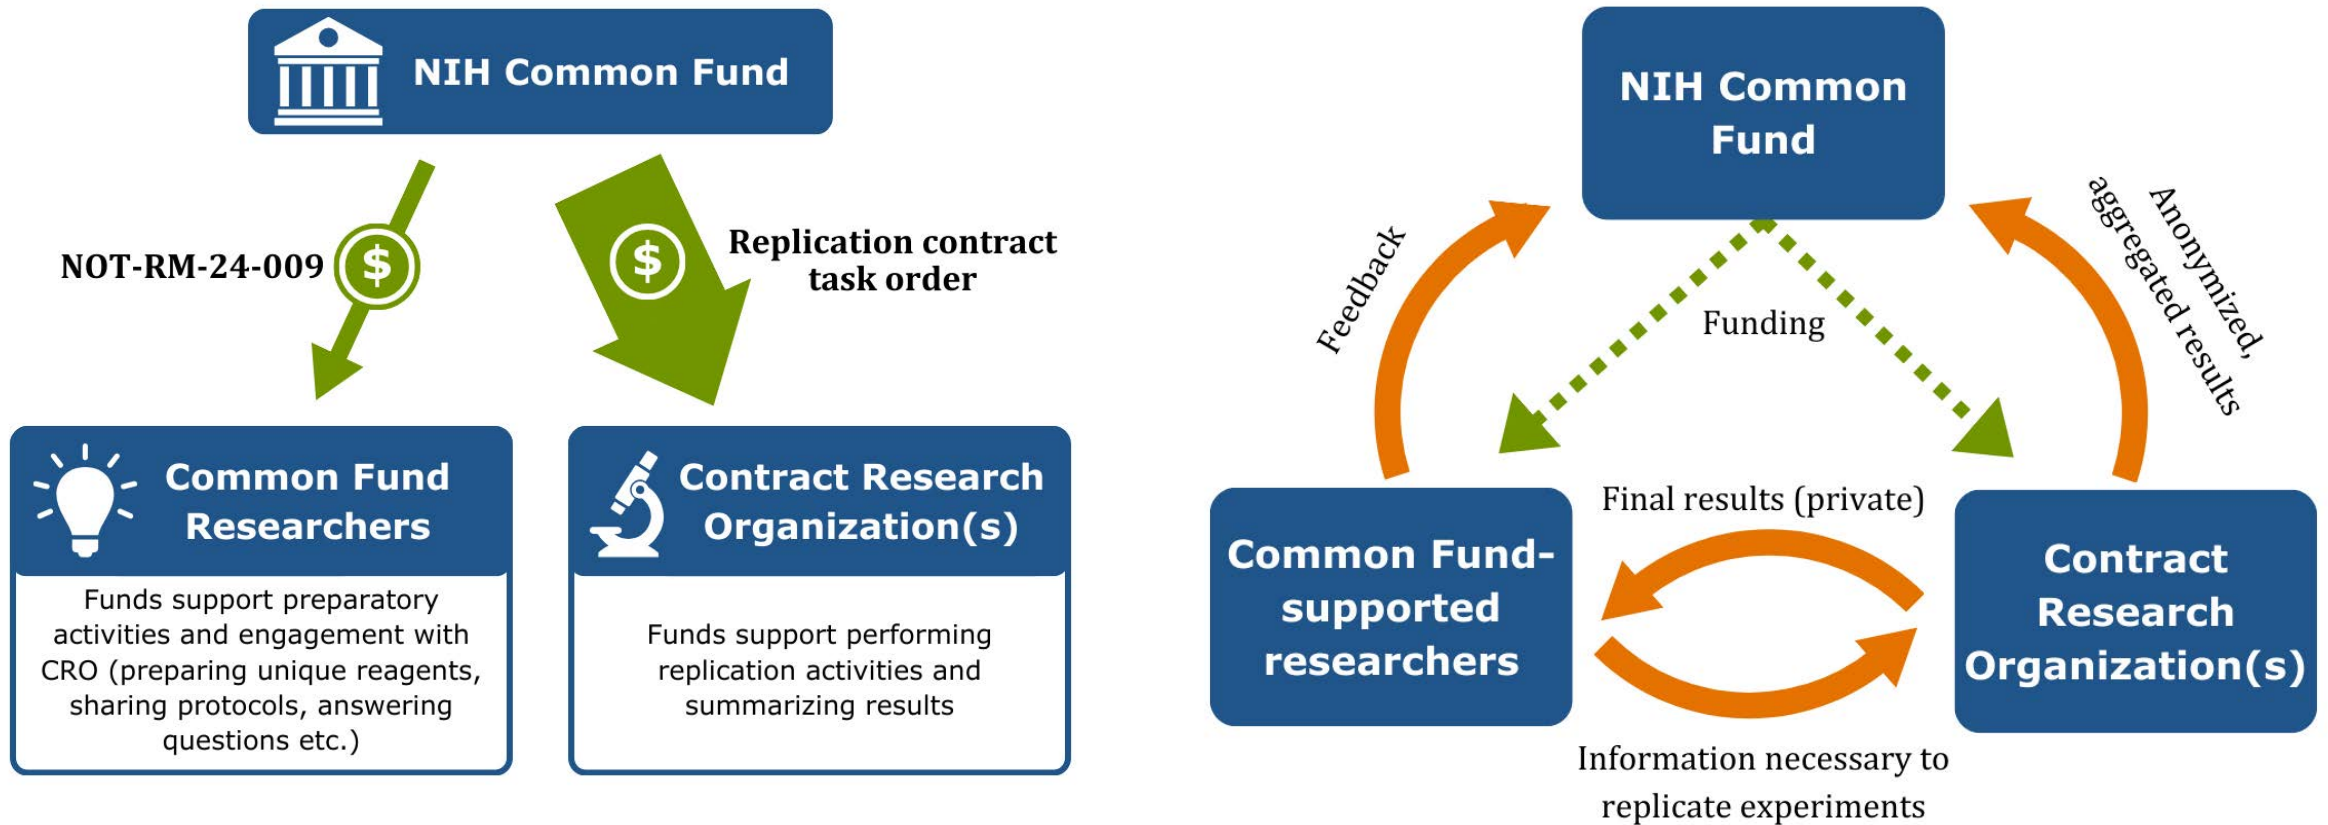 NIH Common Fund
NOT-RM-24-009
$
$
Replication contract
task order
Common Fund
Researchers
Funds support preparatory
activities and engagement with
CRO (preparing unique reagents,
sharing protocols, answering
questions etc.)
Contract Research
Organization(s)
Funds support performing
replication activities and
summarizing results
NIH Common
Fund
Feedback
Funding
Anonymized,
aggregated results
Final results (private)
Common Fund-
supported
researchers
Contract
Research
Organization(s)
Information necessary to
replicate experiments